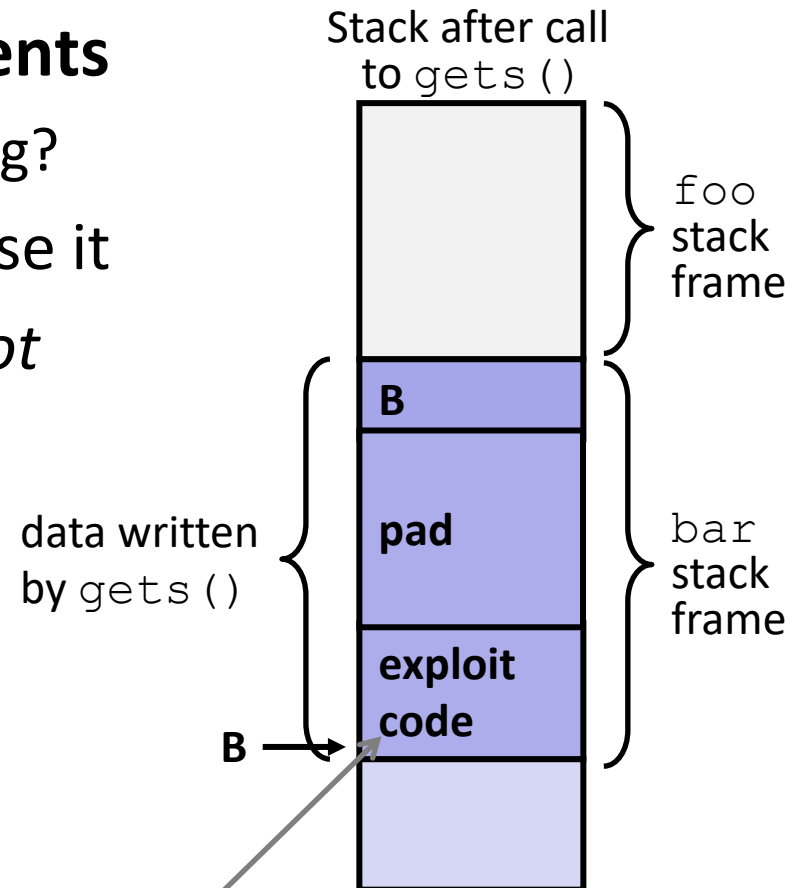 ents
Stack after call
to gets()
g?
se it
ot
foo
stack
frame
B
data written
by gets()
pad
bar
stack
frame
exploit
code
B